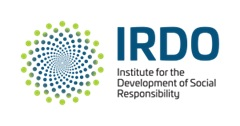 IRDO
Institute for the
Development of Social
Responsibility